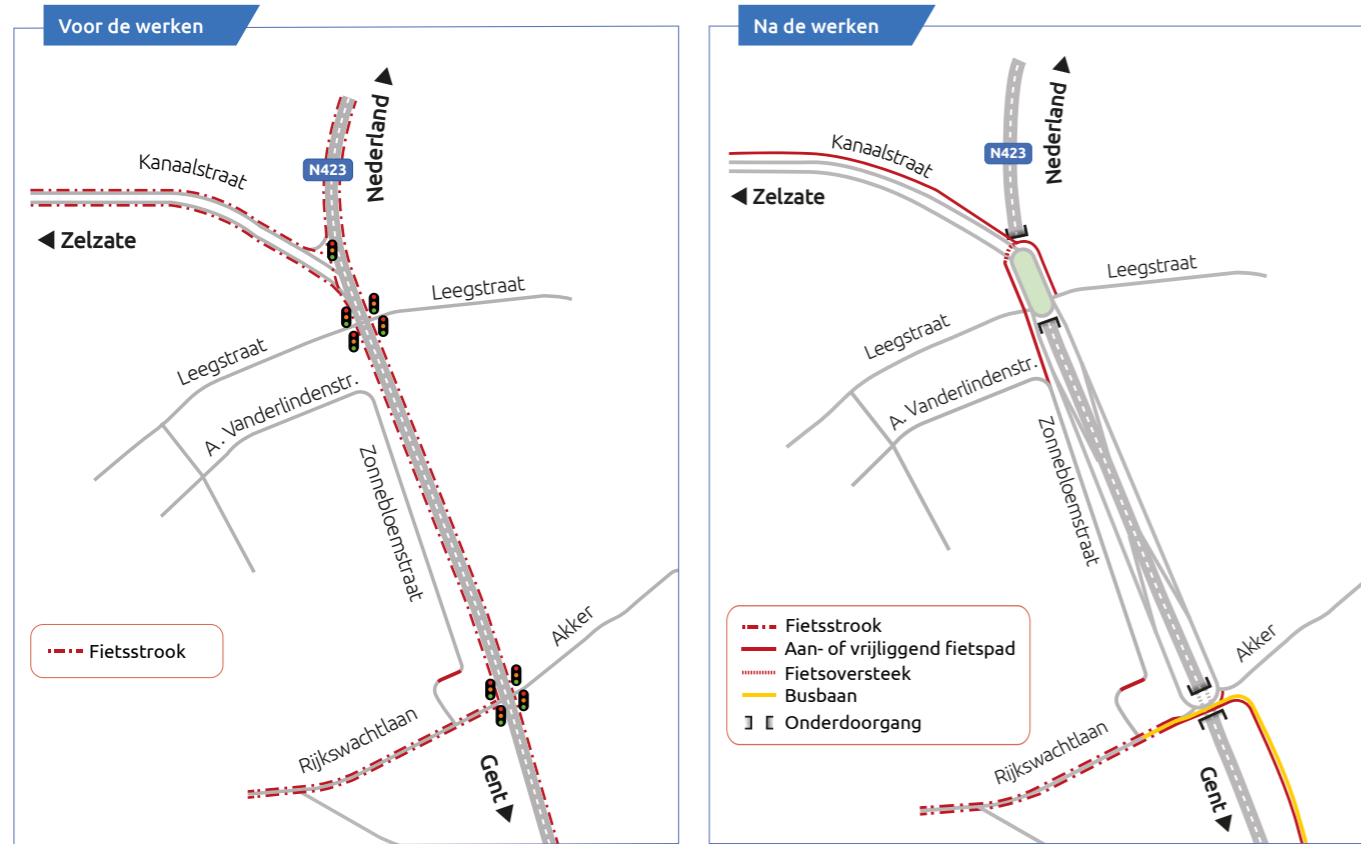 Voor de werken
Nederland
Kanaalstraat
N423
Zelzate
Leegstraat
Leegstraat
A. Vanderlindenstr.
Zonnebloemstraat
Akker
Fietsstrook
Rijkswachtlaan
Gent
Na de werken
Nederland
Kanaalstraat
N423
Zelzate
Leegstraat
Leegstraat
A. Vanderlindenstr.
Zonnebloemstraat
Fietsstrook
Aan- of vrijliggend fietspad
Fietsoversteek
Busbaan
Onderdoorgang
Akker
Rijkswachtlaan
Gent